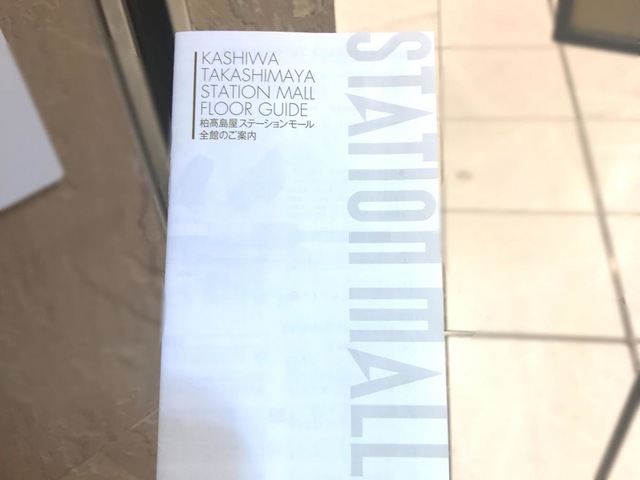 KASHIWA
TAKASHIMAYA
STATION MALL
FLOOR GUIDE
柏髙島屋ステーションモール
全館のご案内
STATION MALL